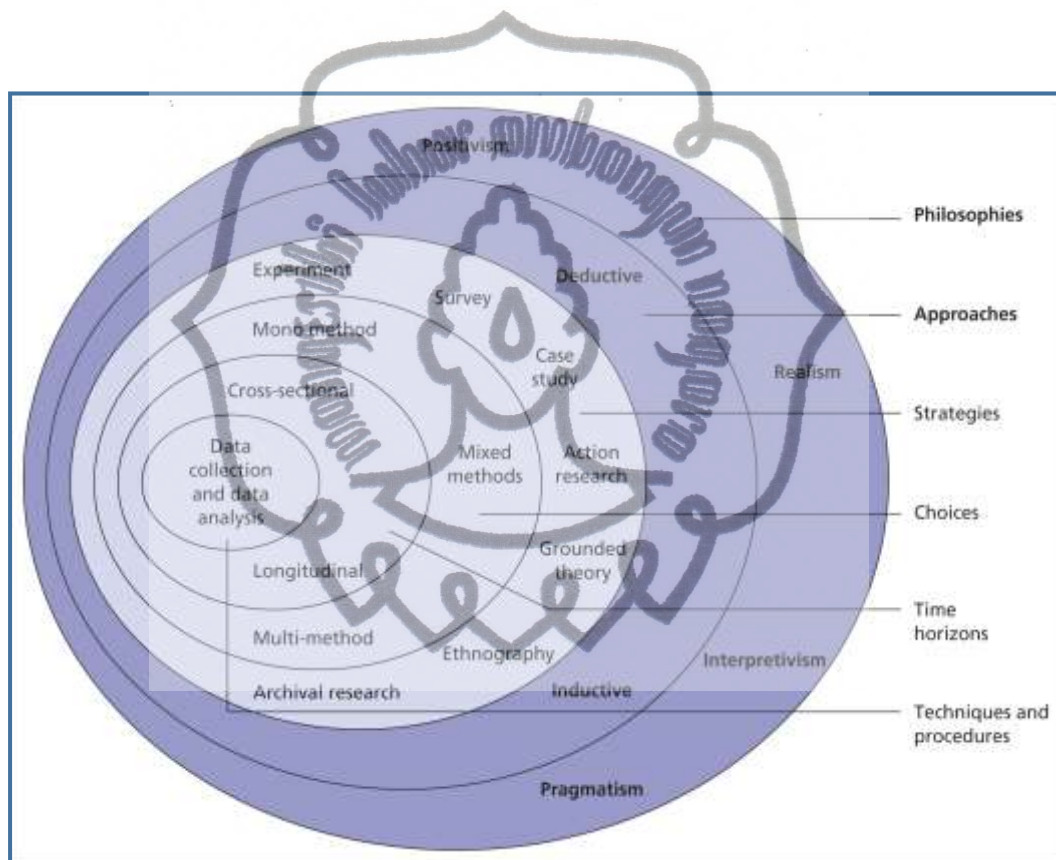 Positivism
Philosophies
Experiment
Deductive
Survey
Approaches
Mono method
Case
study
Realism
Cross-sectional
Strategies
Data
collection
and data
analysis
Mixed
methods
Action
research
Choices
Grounded
theory
Longitudinal
Time
horizons
Multi-method
Ethnography
Interpretivism
Archival research
Inductive
Techniques and
procedures
Pragmatism